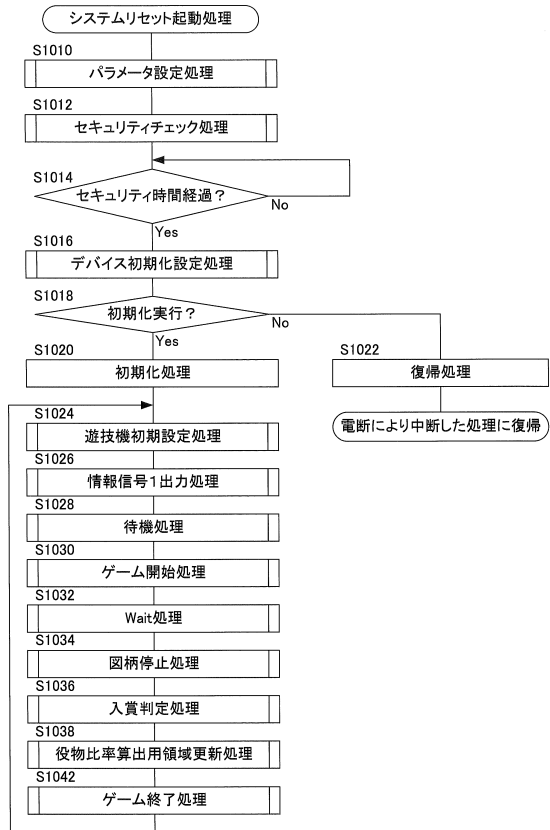 システムリセット起動処理
S1010
パラメータ設定処理
S1012
セキュリティチェック処理
S1014
セキュリティ時間経過？
No
Yes
S1016
デバイス初期化設定処理
S1018
初期化実行？
No
Yes
S1020
初期化処理
S1022
復帰処理
電断により中断した処理に復帰
S1024
遊技機初期設定処理
S1026
情報信号１出力処理
S1028
待機処理
S1030
ゲーム開始処理
S1032
Wait処理
S1034
図柄停止処理
S1036
入賞判定処理
S1038
役物比率算出用領域更新処理
S1042
ゲーム終了処理